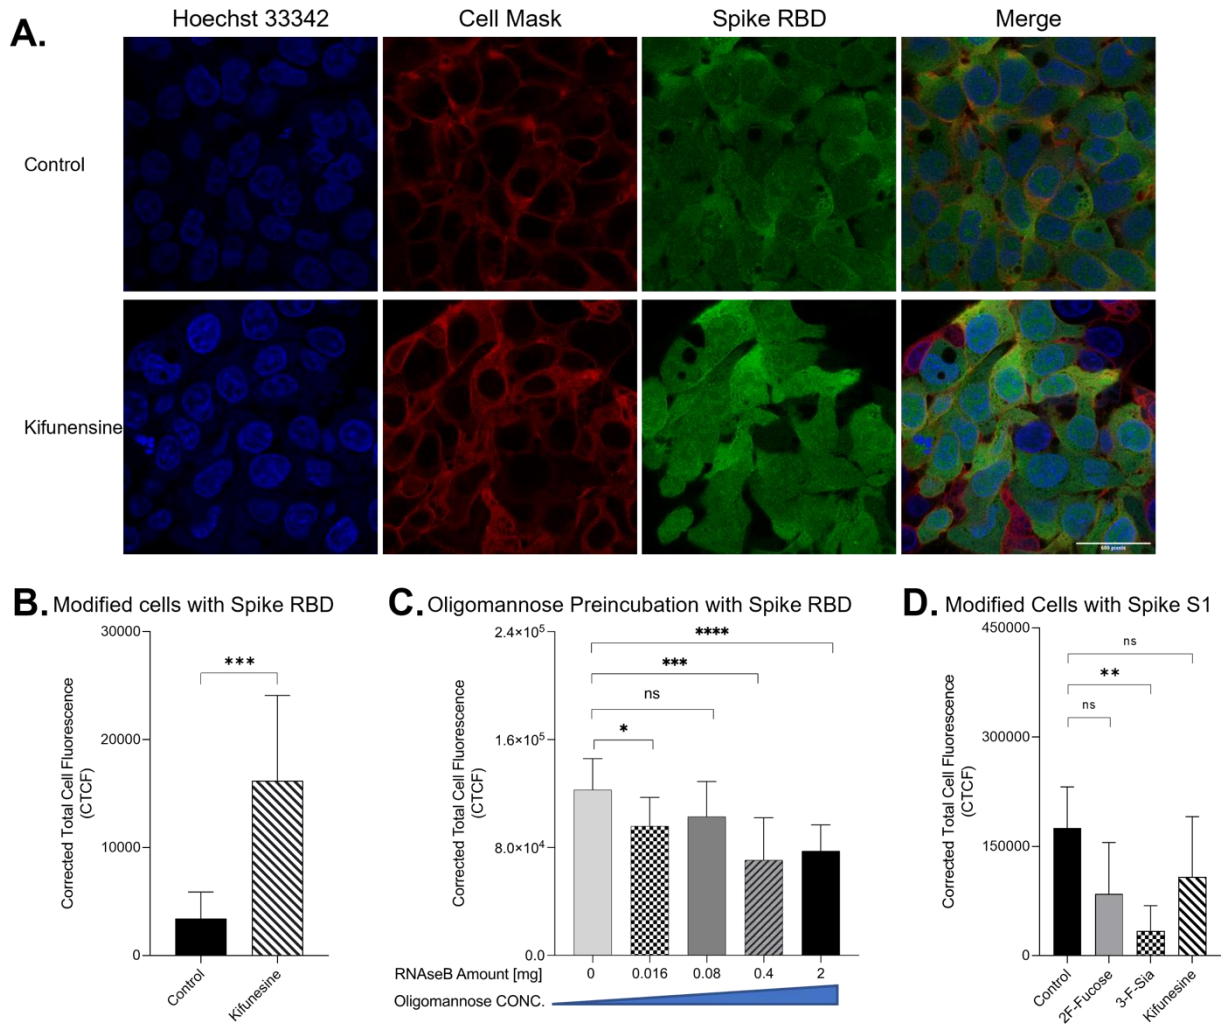 A.
Hoechst 33342
Cell Mask
Spike RBD
Merge
Control
Kifunensine
600 pixels
B. Modified cells with Spike RBD
30000
20000
10000
0
Corrected Total Cell Fluorescence
(CTCF)
***
Control
Kifunesine
C. Oligomannose Preincubation with Spike RBD
2.4×10⁵
1.6×10⁵
8.0×10⁴
0.0
Corrected Total Cell Fluorescence
(CTCF)
****
***
ns
*
RNAseB Amount [mg]
0
0.016
0.08
0.4
2
Oligomannose CONC.
D. Modified Cells with Spike S1
450000
300000
150000
0
Corrected Total Cell Fluorescence
(CTCF)
ns
**
ns
Control
2F-Fucose
3-F-Sia
Kifunesine